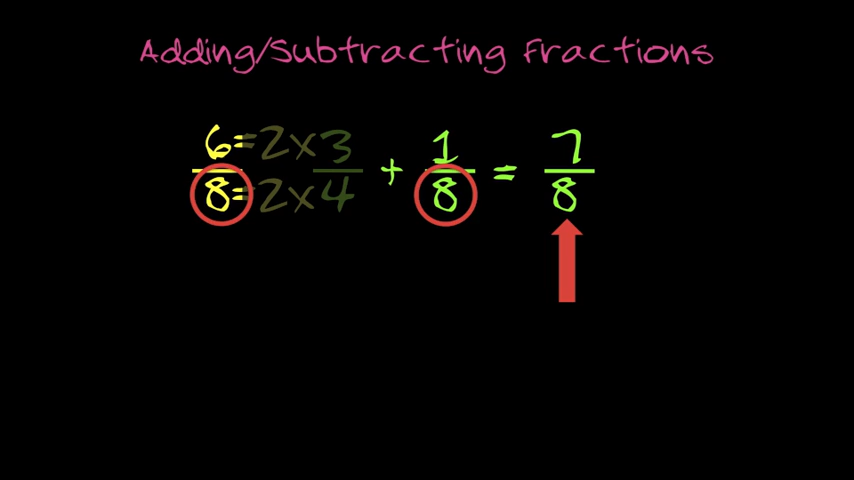 Adding/Subtracting Fractions
6=2x3 + 1 = 7
8=2x4 8 8